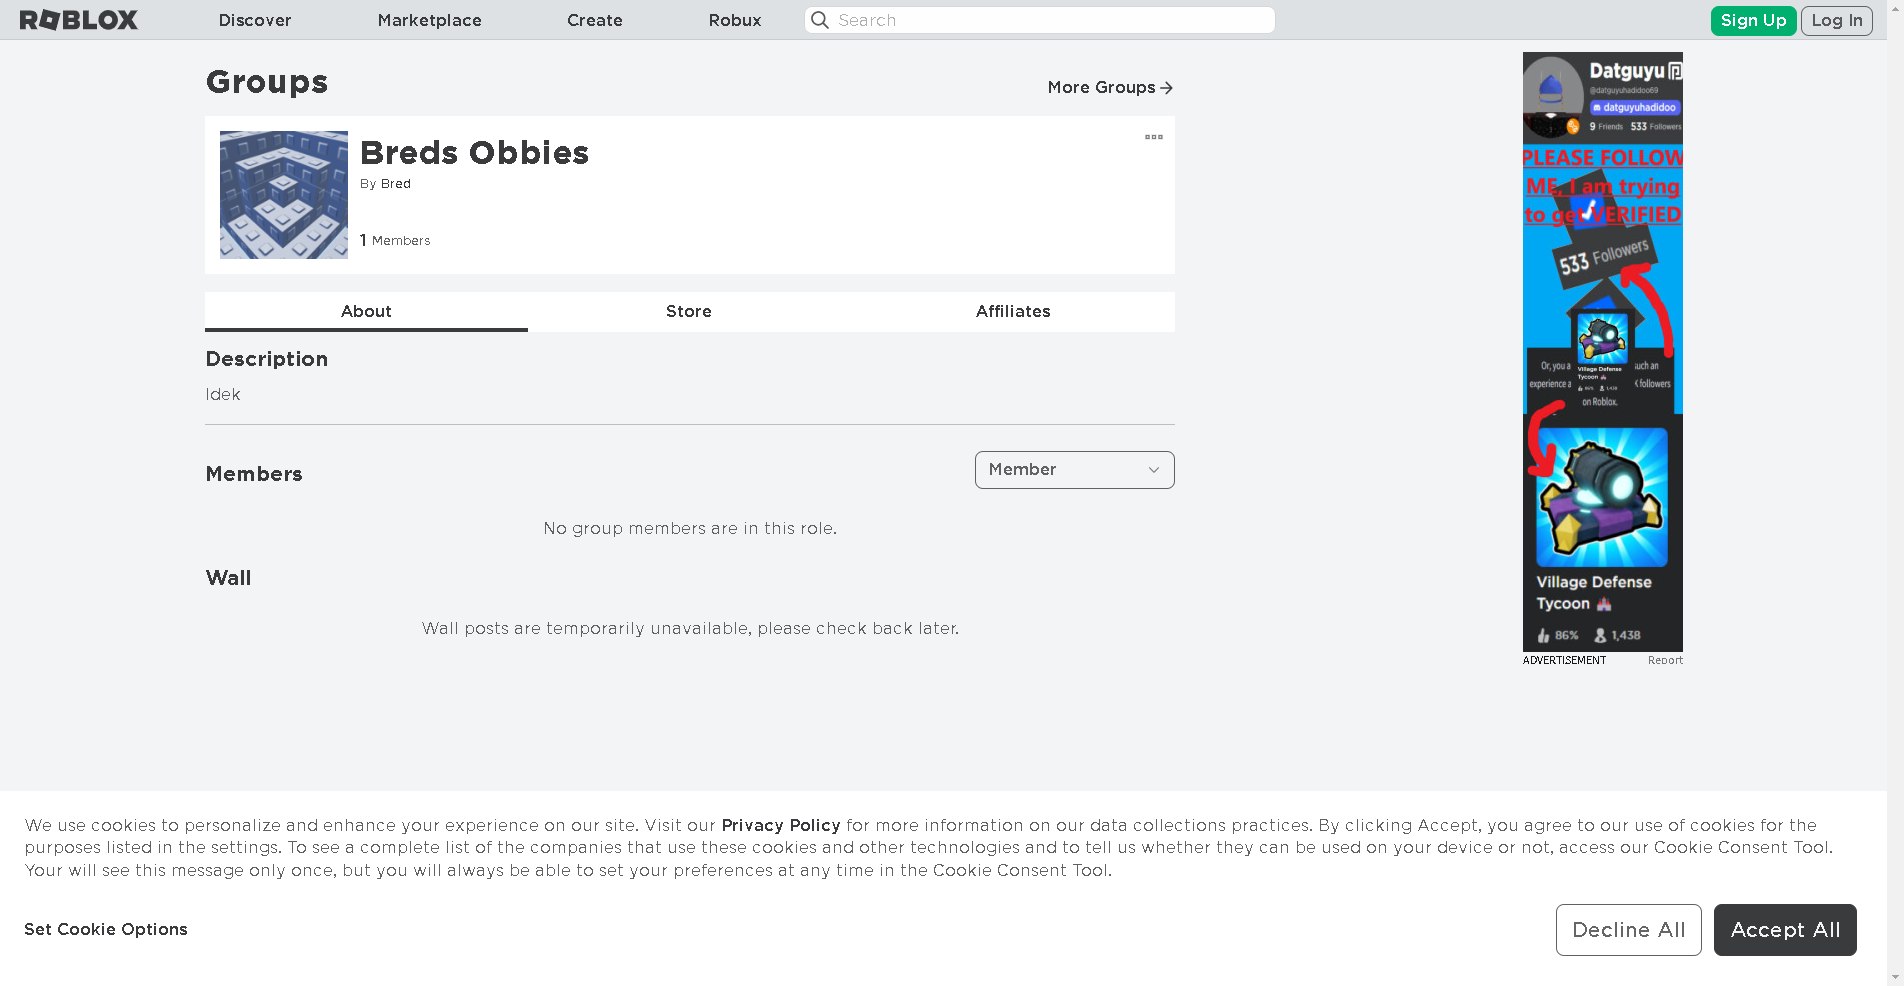 ROBLOX
Discover
Marketplace
Create
Robux
Search
Sign Up
Log In
Groups
More Groups
Breds Obbies
By Bred
1 Members
About
Store
Affiliates
Description
Idek
Members
Member
No group members are in this role.
Wall
Wall posts are temporarily unavailable, please check back later.
Datguyu
@datguyuhadidoo69
datguyuhadidoo
9 Friends 533 Followers
PLEASE FOLLOW
ME, I am trying
to get VERIFIED
533 Followers
Or, you a
such an
experience a
K followers
on Roblox.
Village Defense
Tycoon
86% 1,438
Village Defense
Tycoon
86% 1,438
ADVERTISEMENT
Report
We use cookies to personalize and enhance your experience on our site. Visit our Privacy Policy for more information on our data collections practices. By clicking Accept, you agree to our use of cookies for the
purposes listed in the settings. To see a complete list of the companies that use these cookies and other technologies and to tell us whether they can be used on your device or not, access our Cookie Consent Tool.
Your will see this message only once, but you will always be able to set your preferences at any time in the Cookie Consent Tool.
Set Cookie Options
Decline All
Accept All